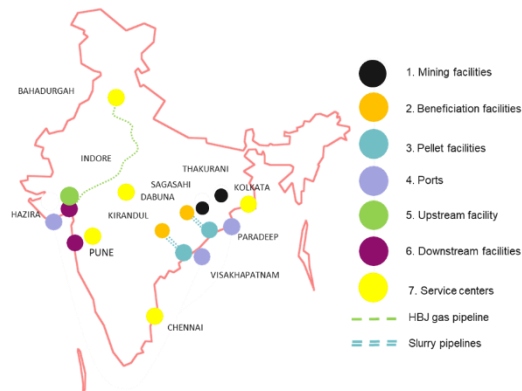 BAHADURGAH
INDORE
THAKURANI
SAGASAHI
KOLKATA
DABUNA
HAZIRA
KIRANDUL
PARADEEP
PUNE
VISAKHAPATNAM
CHENNAI
1. Mining facilities
2. Beneficiation facilities
3. Pellet facilities
4. Ports
5. Upstream facility
6. Downstream facilities
7. Service centers
HBJ gas pipeline
Slurry pipelines